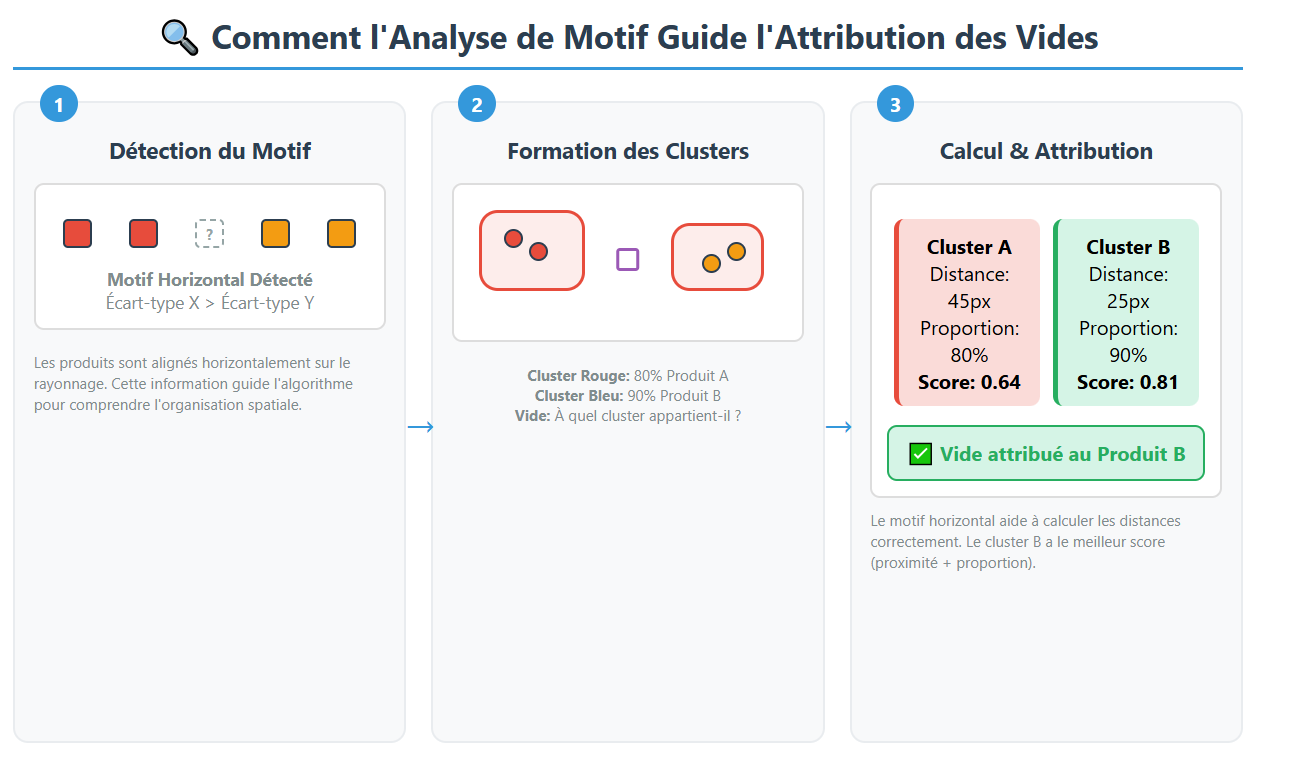 🔍 Comment l'Analyse de Motif Guide l'Attribution des Vides
1
Détection du Motif
?
Motif Horizontal Détecté
Écart-type X > Écart-type Y
Les produits sont alignés horizontalement sur le
rayonnage. Cette information guide l'algorithme
pour comprendre l'organisation spatiale.
→
2
Formation des Clusters
Cluster Rouge: 80% Produit A
Cluster Bleu: 90% Produit B
Vide: À quel cluster appartient-il ?
→
3
Calcul & Attribution
Cluster A
Distance:
45px
Proportion:
80%
Score: 0.64
Cluster B
Distance:
25px
Proportion:
90%
Score: 0.81
✅ Vide attribué au Produit B
Le motif horizontal aide à calculer les distances
correctement. Le cluster B a le meilleur score
(proximité + proportion).